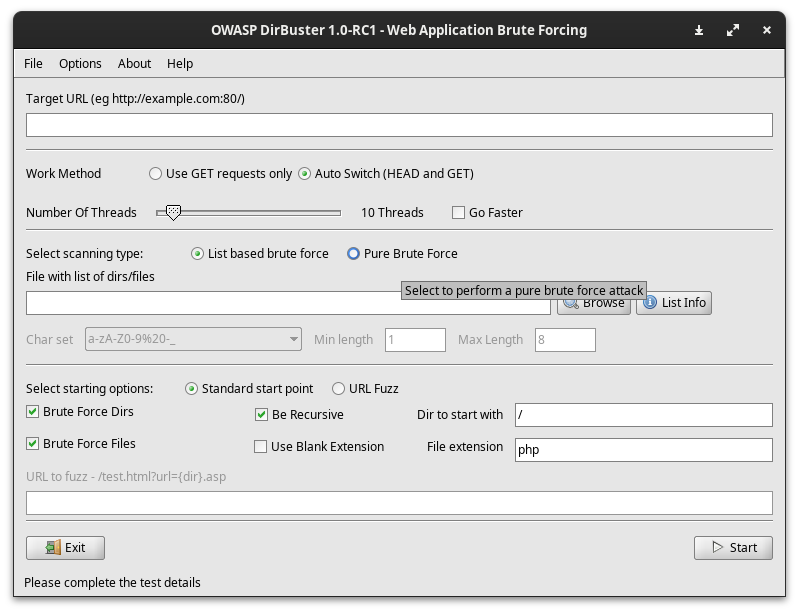 OWASP DirBuster 1.0-RC1 - Web Application Brute Forcing
File Options About Help
Target URL (eg http://example.com:80/)
Work Method Use GET requests only Auto Switch (HEAD and GET)
Number Of Threads 10 Threads Go Faster
Select scanning type: List based brute force Pure Brute Force
File with list of dirs/files
Select to perform a pure brute force attack
Browse List Info
Char set a-zA-Z0-9%20-_ Min length 1 Max Length 8
Select starting options: Standard start point URL Fuzz
Brute Force Dirs Be Recursive Dir to start with /
Brute Force Files Use Blank Extension File extension php
URL to fuzz - /test.html?url={dir}.asp
Exit Start
Please complete the test details